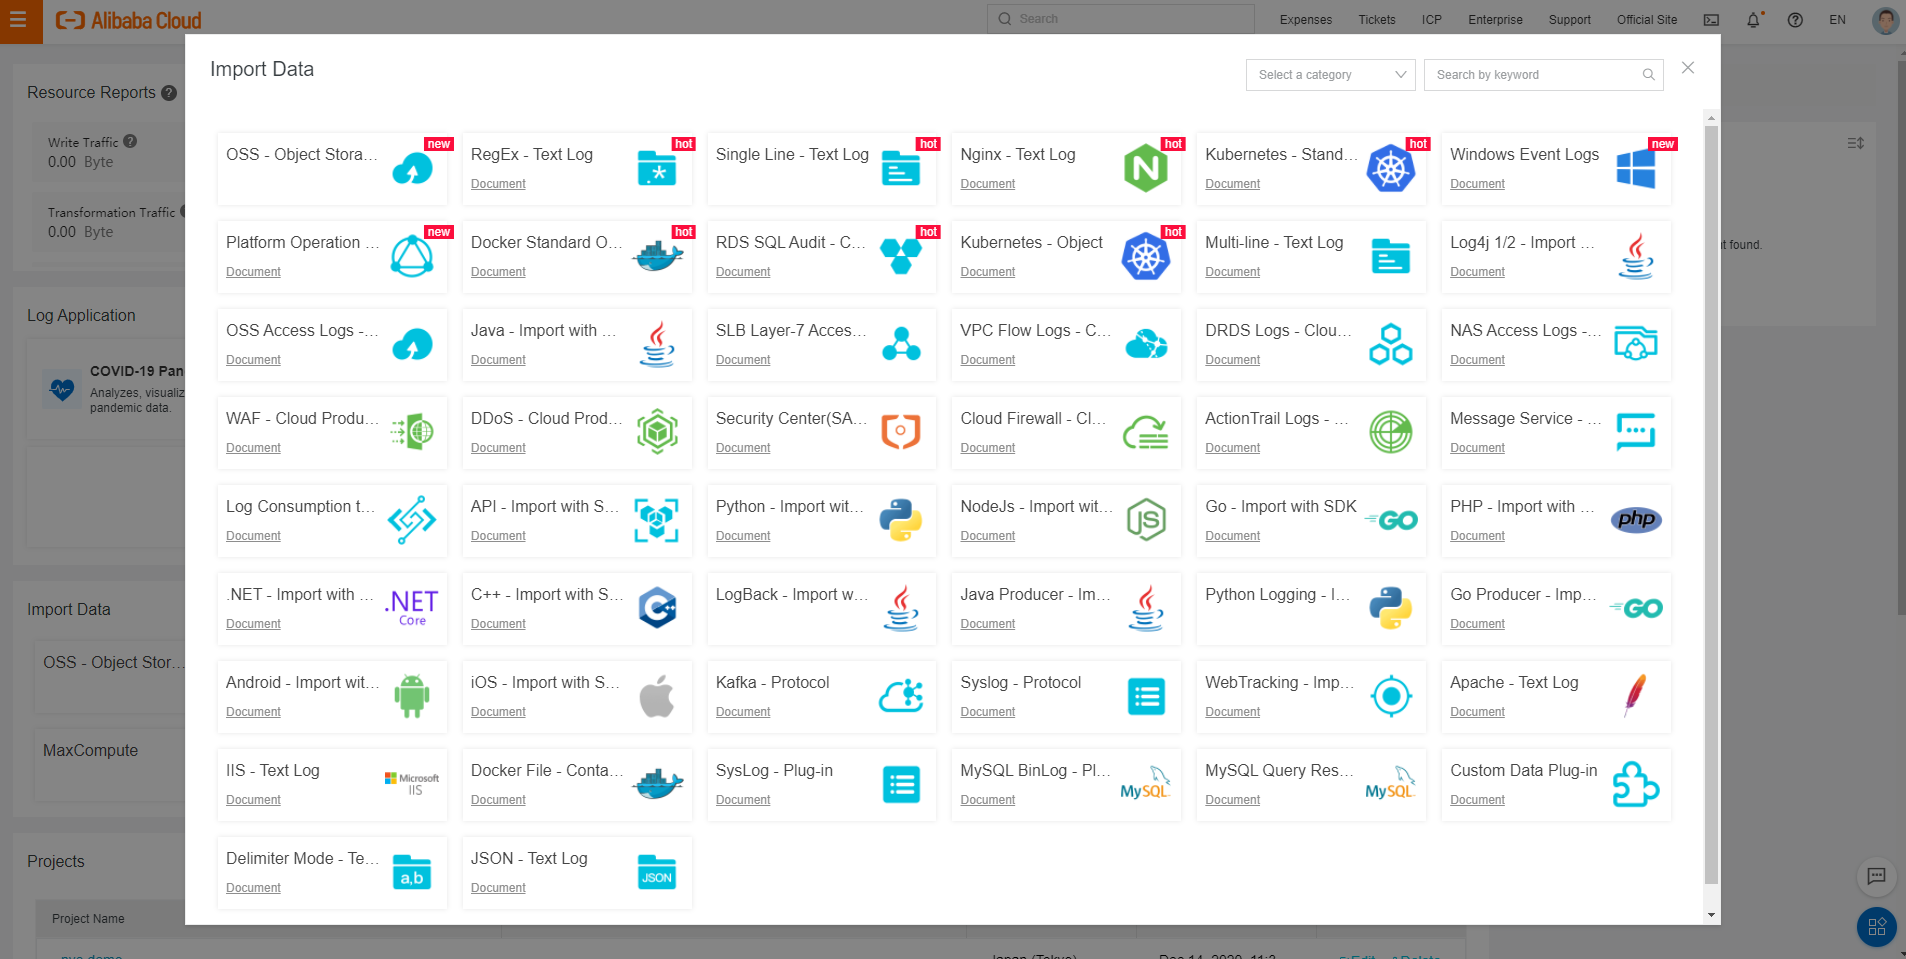 Alibaba Cloud
Search
Expenses
Tickets
ICP
Enterprise
Support
Official Site
EN
Import Data
Select a category
Search by keyword
Resource Reports
Write Traffic
0.00 Byte
Transformation Traffic
0.00 Byte
Log Application
COVID-19 Pan
Analyzes, visualiz
pandemic data.
Import Data
OSS - Object Stor...
MaxCompute
Projects
Project Name
t found.
OSS - Object Stora...
new
RegEx - Text Log
hot
Document
.*
Single Line - Text Log
hot
Nginx - Text Log
hot
Document
N
Kubernetes - Stand...
hot
Document
Windows Event Logs
new
Document
Platform Operation ...
new
Document
Docker Standard O...
hot
Document
RDS SQL Audit - C...
hot
Document
Kubernetes - Object
hot
Document
Multi-line - Text Log
Document
Log4j 1/2 - Import ...
Document
OSS Access Logs -...
Document
Java - Import with ...
Document
SLB Layer-7 Acces...
Document
VPC Flow Logs - C...
Document
DRDS Logs - Clou...
Document
NAS Access Logs -...
Document
WAF - Cloud Produ...
Document
DDoS - Cloud Prod...
Document
Security Center(SA...
Document
Cloud Firewall - Cl...
Document
ActionTrail Logs - ...
Document
Message Service - ...
Document
Log Consumption t...
Document
API - Import with S...
Document
Python - Import wit...
Document
NodeJs - Import wit...
Document
JS
Go - Import with SDK
Document
GO
PHP - Import with ...
Document
php
.NET - Import with ...
Document
.NET
Core
C++ - Import with S...
Document
C++
LogBack - Import w...
Java Producer - Im...
Document
Python Logging - I...
Go Producer - Imp...
Document
GO
Android - Import wit...
Document
iOS - Import with S...
Document
Kafka - Protocol
Document
Syslog - Protocol
Document
WebTracking - Imp...
Document
Apache - Text Log
Document
IIS - Text Log
Document
Microsoft
IIS
Docker File - Conta...
Document
SysLog - Plug-in
Document
MySQL BinLog - Pl...
Document
MySQL
MySQL Query Res...
Document
MySQL
Custom Data Plug-in
Document
Delimiter Mode - Te...
Document
a,b
JSON - Text Log
Document
JSON